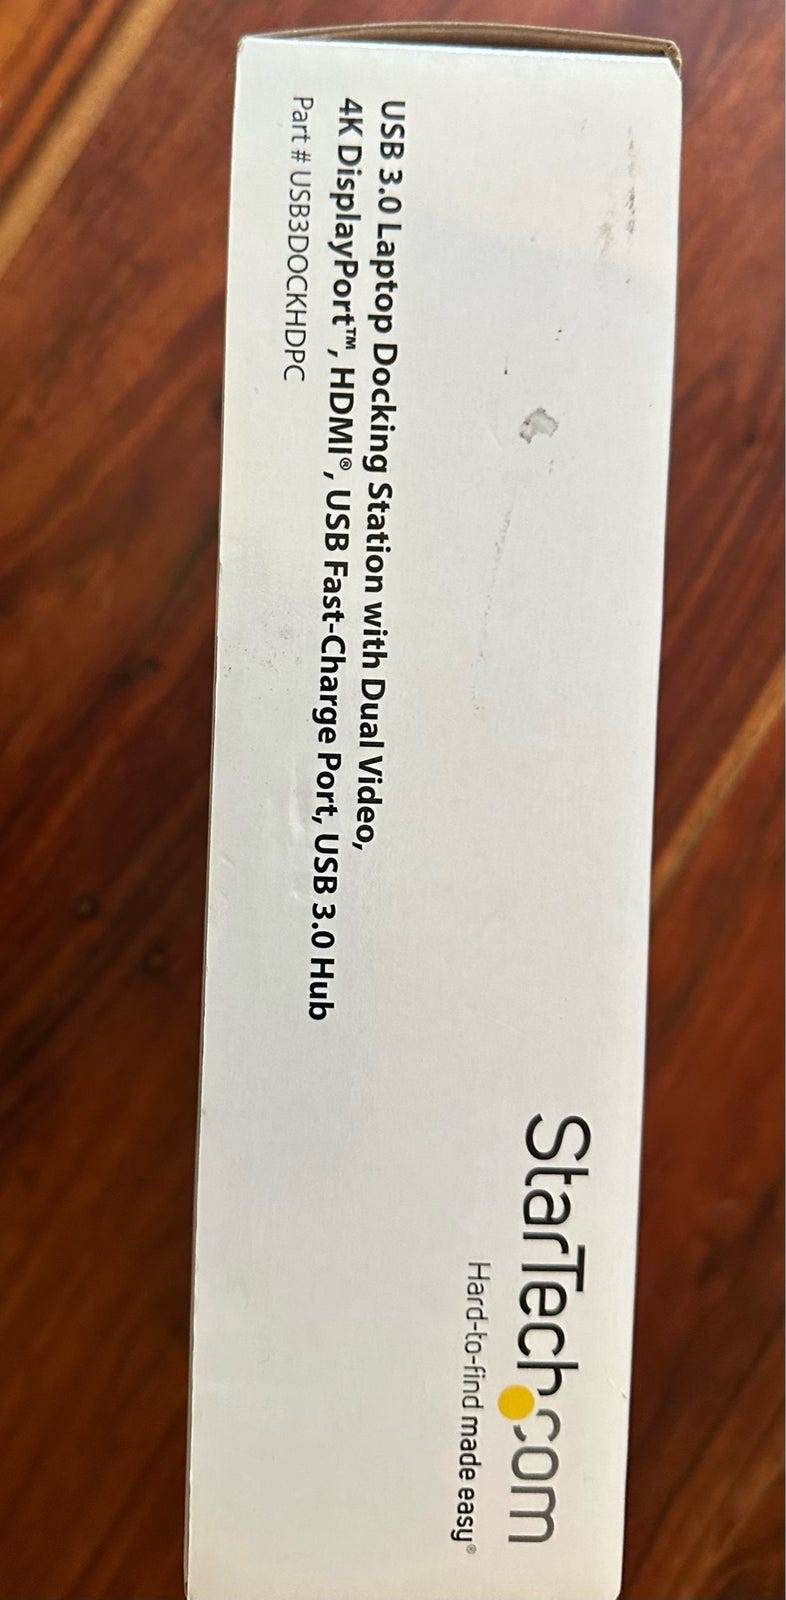 StarTech.com
Hard-to-find made easy®
USB 3.0 Laptop Docking Station with Dual Video,
4K DisplayPort™, HDMI®, USB Fast-Charge Port, USB 3.0 Hub
Part # USB3DOCKHDPC